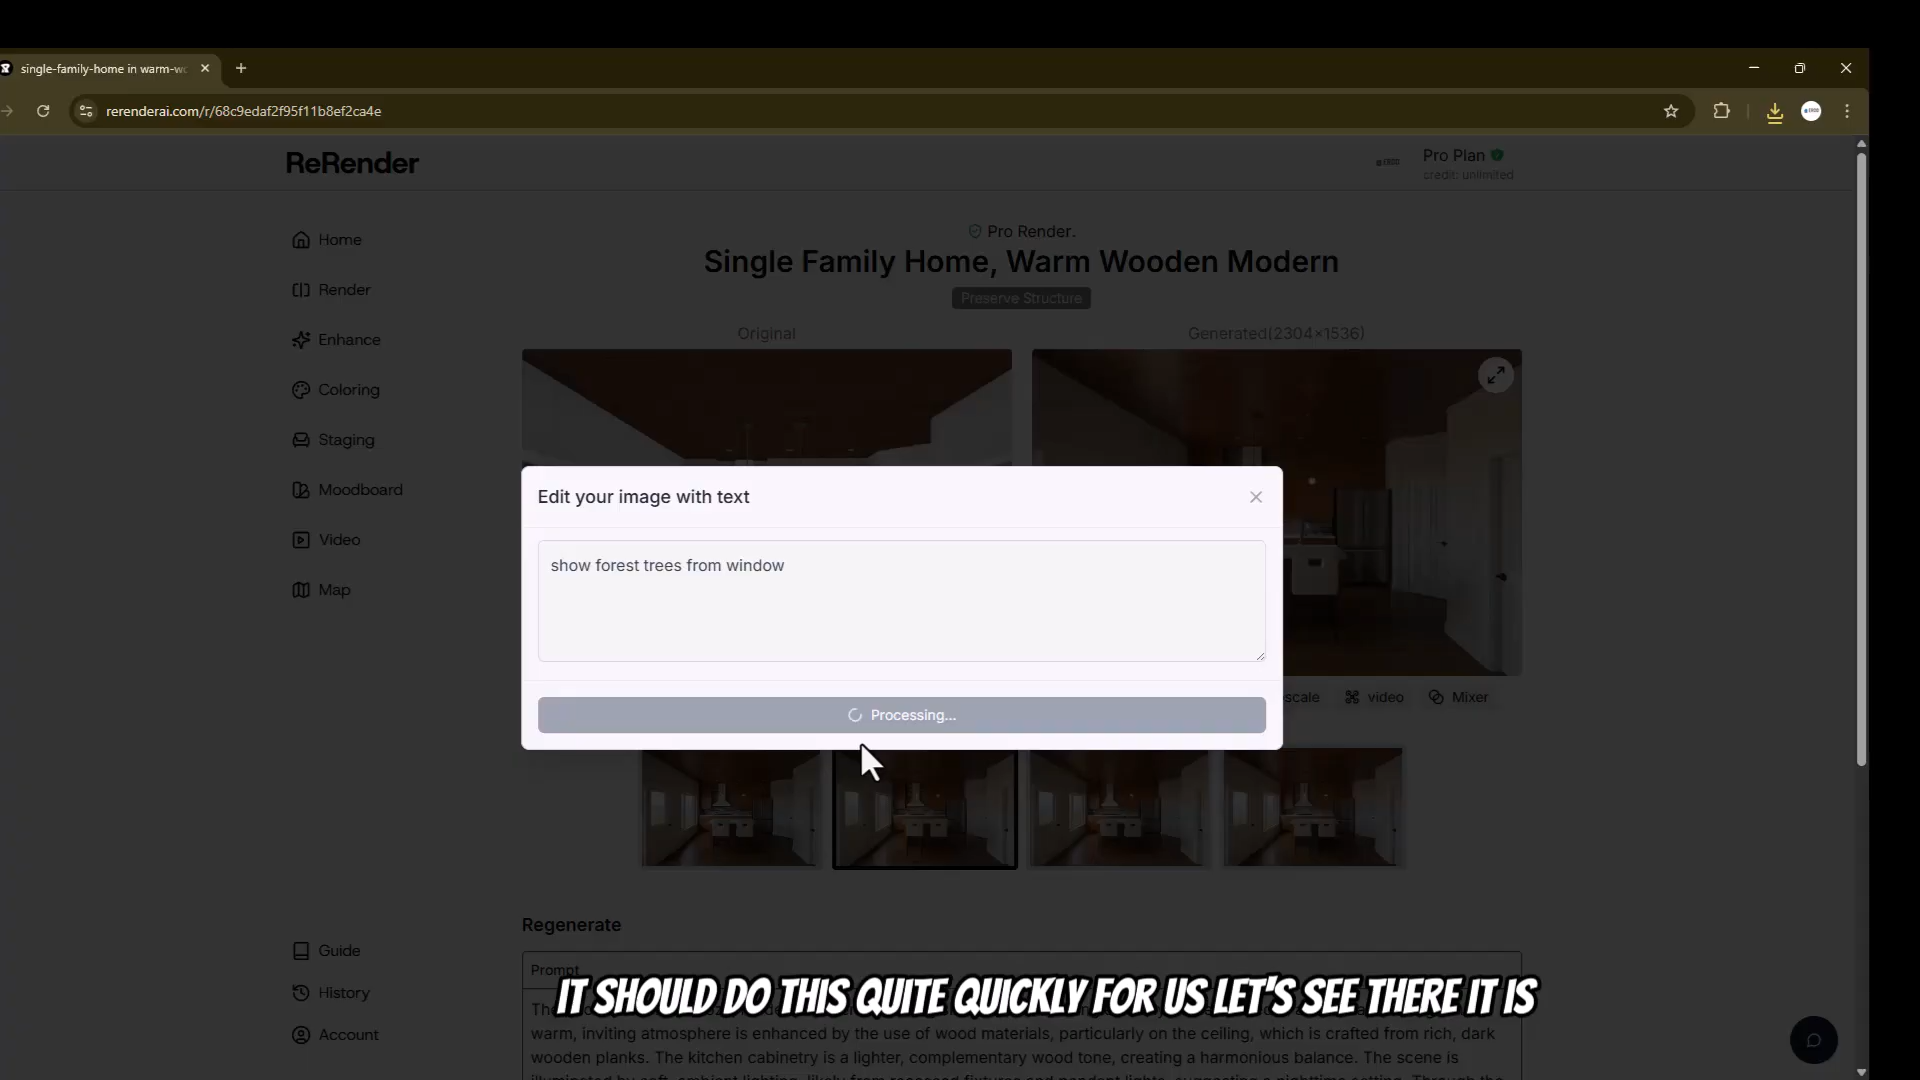 single-family-home in warm-wo
rerenderai.com/r/68c9edaf2f95f11b8ef2ca4e
ReRender
Pro Plan
credit: unlimited
Home
Render
Enhance
Coloring
Staging
Moodboard
Video
Map
Guide
History
Account
Pro Render.
Single Family Home, Warm Wooden Modern
Preserve Structure
Original
Generated(2304×1536)
Edit your image with text
show forest trees from window
Processing...
scale
video
Mixer
Regenerate
Prompt
IT SHOULD DO THIS QUITE QUICKLY FOR US LET'S SEE THERE IT IS
warm, inviting atmosphere is enhanced by the use of wood materials, particularly on the ceiling, which is crafted from rich, dark
wooden planks. The kitchen cabinetry is a lighter, complementary wood tone, creating a harmonious balance. The scene is